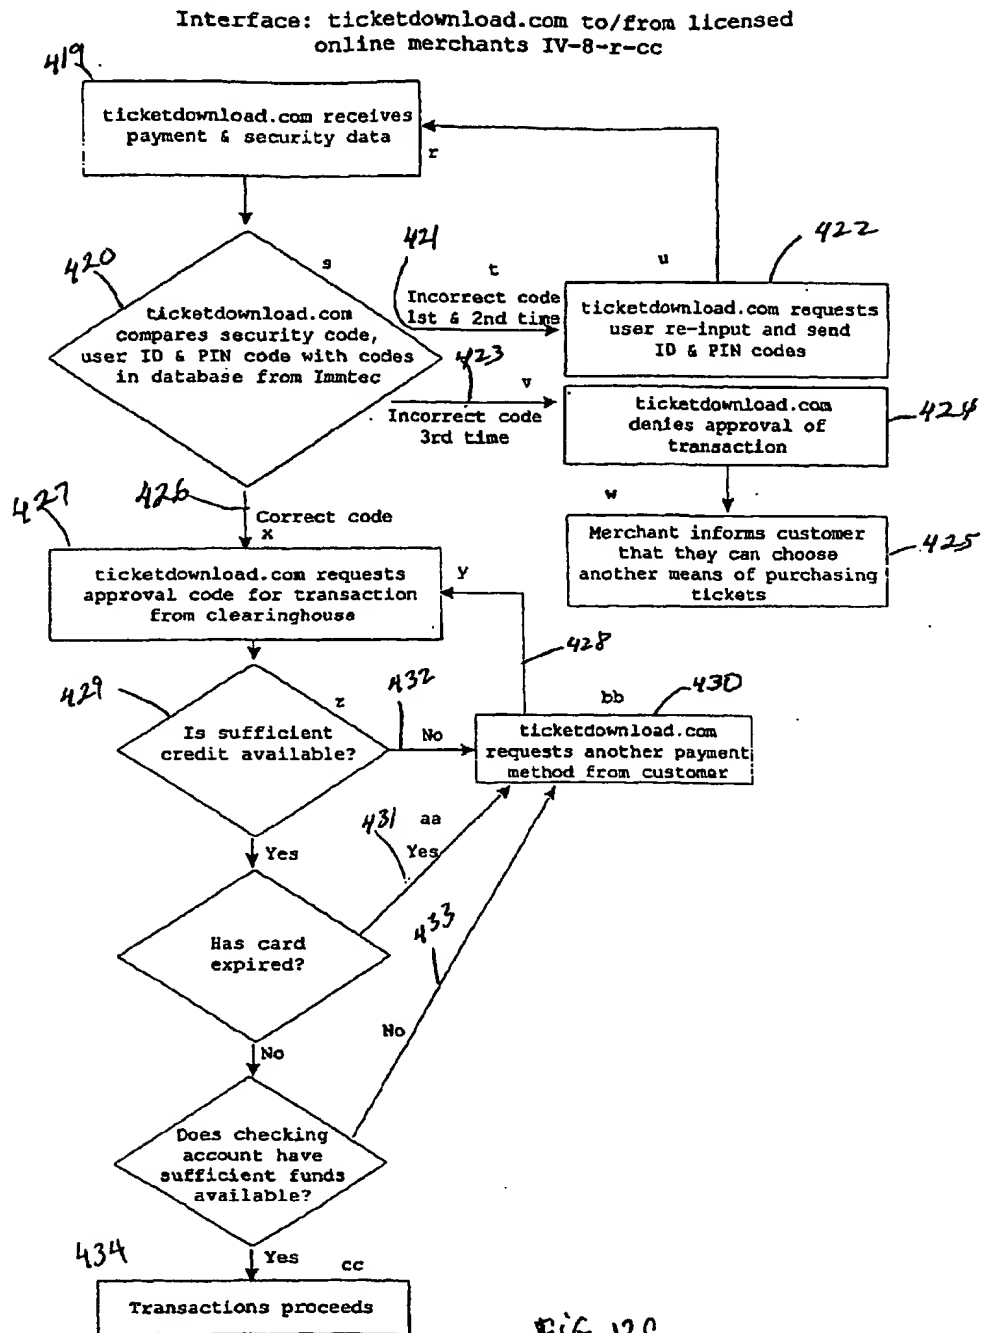 Interface: ticketdownload.com to/from licensed
online merchants IV-8-r-cc
419
ticketdownload.com receives
payment & security data
r
420
s
ticketdownload.com
compares security code,
user ID & PIN code with codes
in database from Immtec
421
t
Incorrect code
1st & 2nd time
u
422
ticketdownload.com requests
user re-input and send
ID & PIN codes
423
v
Incorrect code
3rd time
ticketdownload.com
denies approval of
transaction
424
w
Merchant informs customer
that they can choose
another means of purchasing
tickets
425
426
Correct code
x
427
ticketdownload.com requests
approval code for transaction
from clearinghouse
y
428
429
z
Is sufficient
credit available?
432
No
bb
430
ticketdownload.com
requests another payment
method from customer
Yes
431
aa
Yes
Has card
expired?
433
No
No
Does checking
account have
sufficient funds
available?
Yes
434
cc
Transactions proceeds